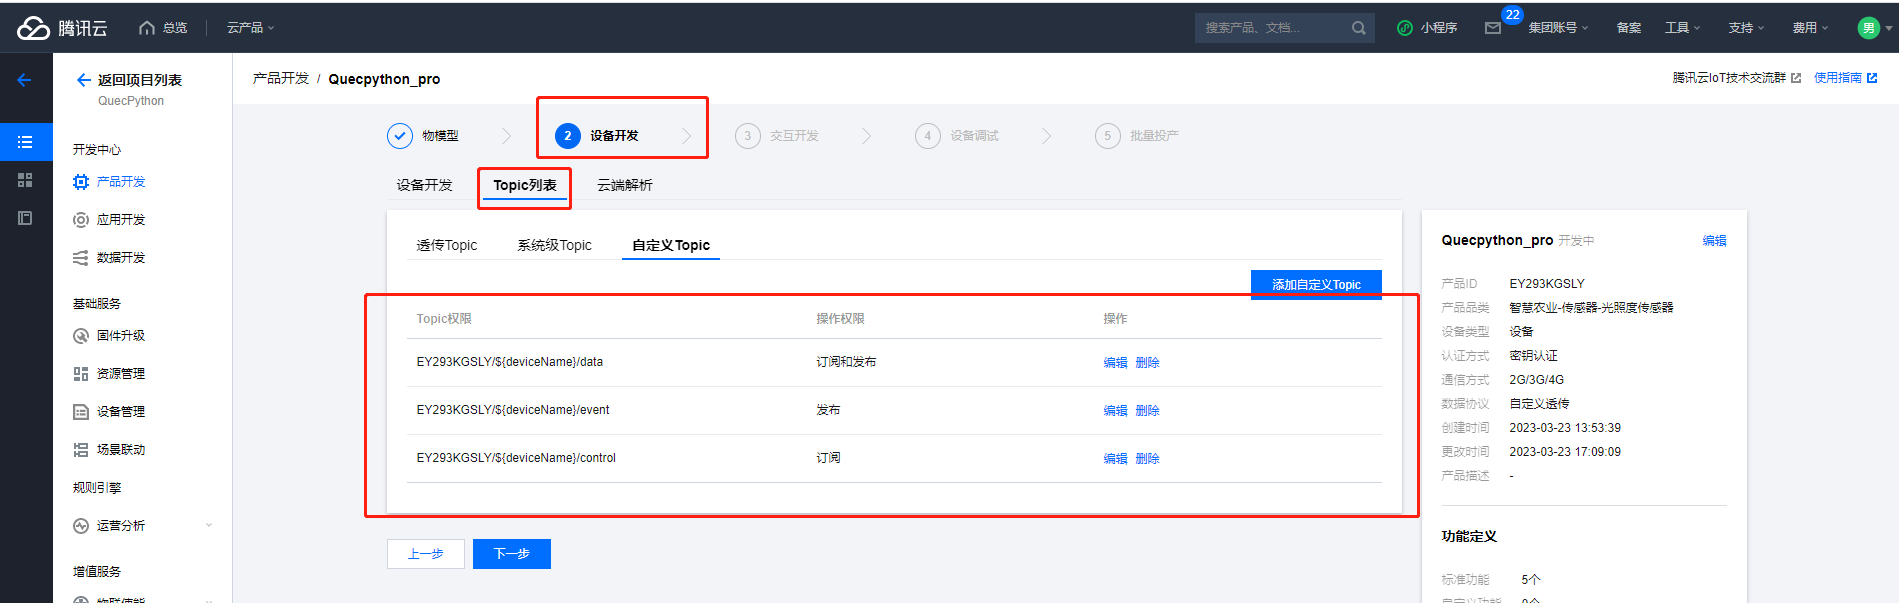 腾讯云 总览 云产品 搜索产品、文档... 小程序 22 集团账号 备案 工具 支持 费用 男
返回项目列表
QuecPython
产品开发 / Quecpython_pro
腾讯云IoT技术交流群 使用指南
开发中心
产品开发
应用开发
数据开发
基础服务
固件升级
资源管理
设备管理
场景联动
规则引擎
运营分析
增值服务
物联使能
物模型 2 设备开发 3 交互开发 4 设备调试 5 批量投产
设备开发 Topic列表 云端解析
透传Topic 系统级Topic 自定义Topic
添加自定义Topic
Topic权限 操作权限 操作
EY293KGSLY/${deviceName}/data 订阅和发布 编辑 删除
EY293KGSLY/${deviceName}/event 发布 编辑 删除
EY293KGSLY/${deviceName}/control 订阅 编辑 删除
上一步 下一步
Quecpython_pro 开发中 编辑
产品ID EY293KGSLY
产品品类 智慧农业-传感器-光照度传感器
设备类型 设备
认证方式 密钥认证
通信方式 2G/3G/4G
数据协议 自定义透传
创建时间 2023-03-23 13:53:39
更改时间 2023-03-23 17:09:09
产品描述 -
功能定义
标准功能 5个
自定义功能 0个